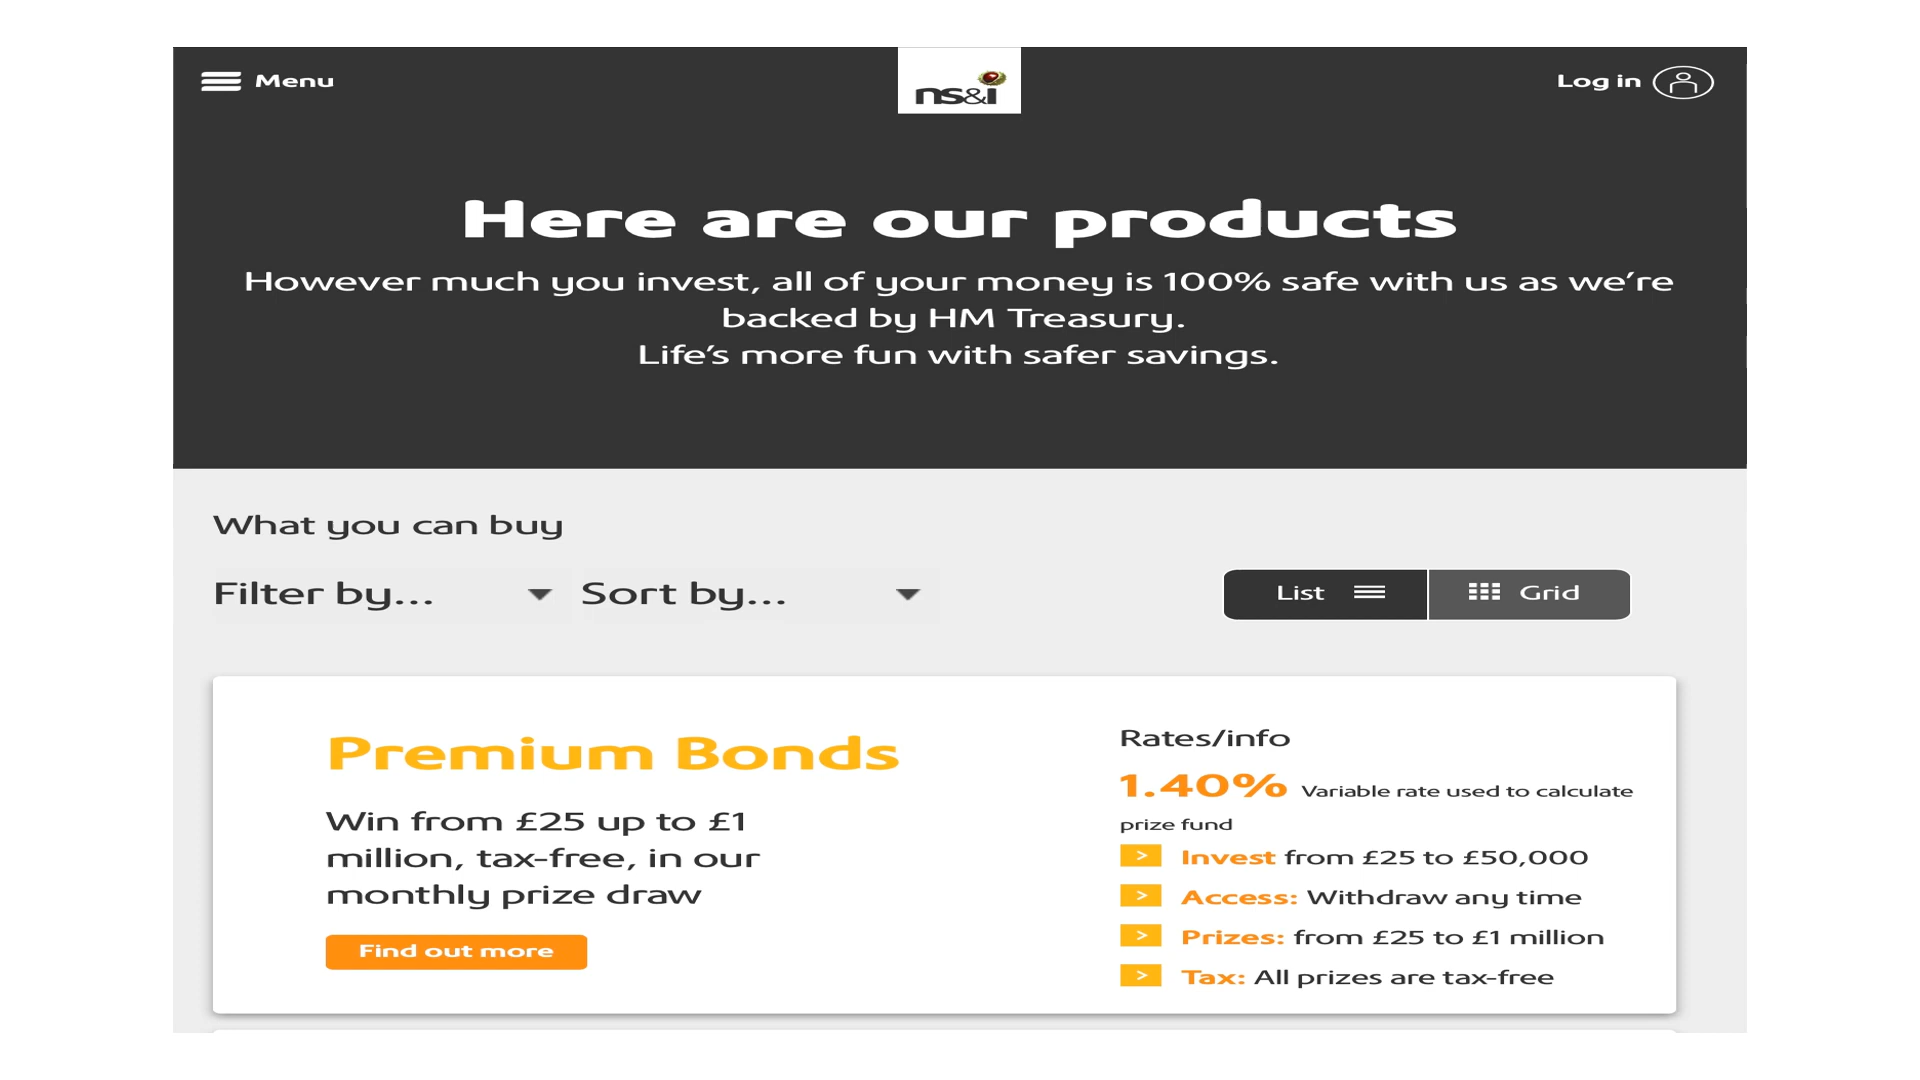 Menu
ns&i
Log in
Here are our products
However much you invest, all of your money is 100% safe with us as we're
backed by HM Treasury.
Life's more fun with safer savings.
What you can buy
Filter by...
Sort by...
List
Grid
Premium Bonds
Win from £25 up to £1
million, tax-free, in our
monthly prize draw
Find out more
Rates/info
1.40% Variable rate used to calculate
prize fund
> Invest from £25 to £50,000
> Access: Withdraw any time
> Prizes: from £25 to £1 million
> Tax: All prizes are tax-free